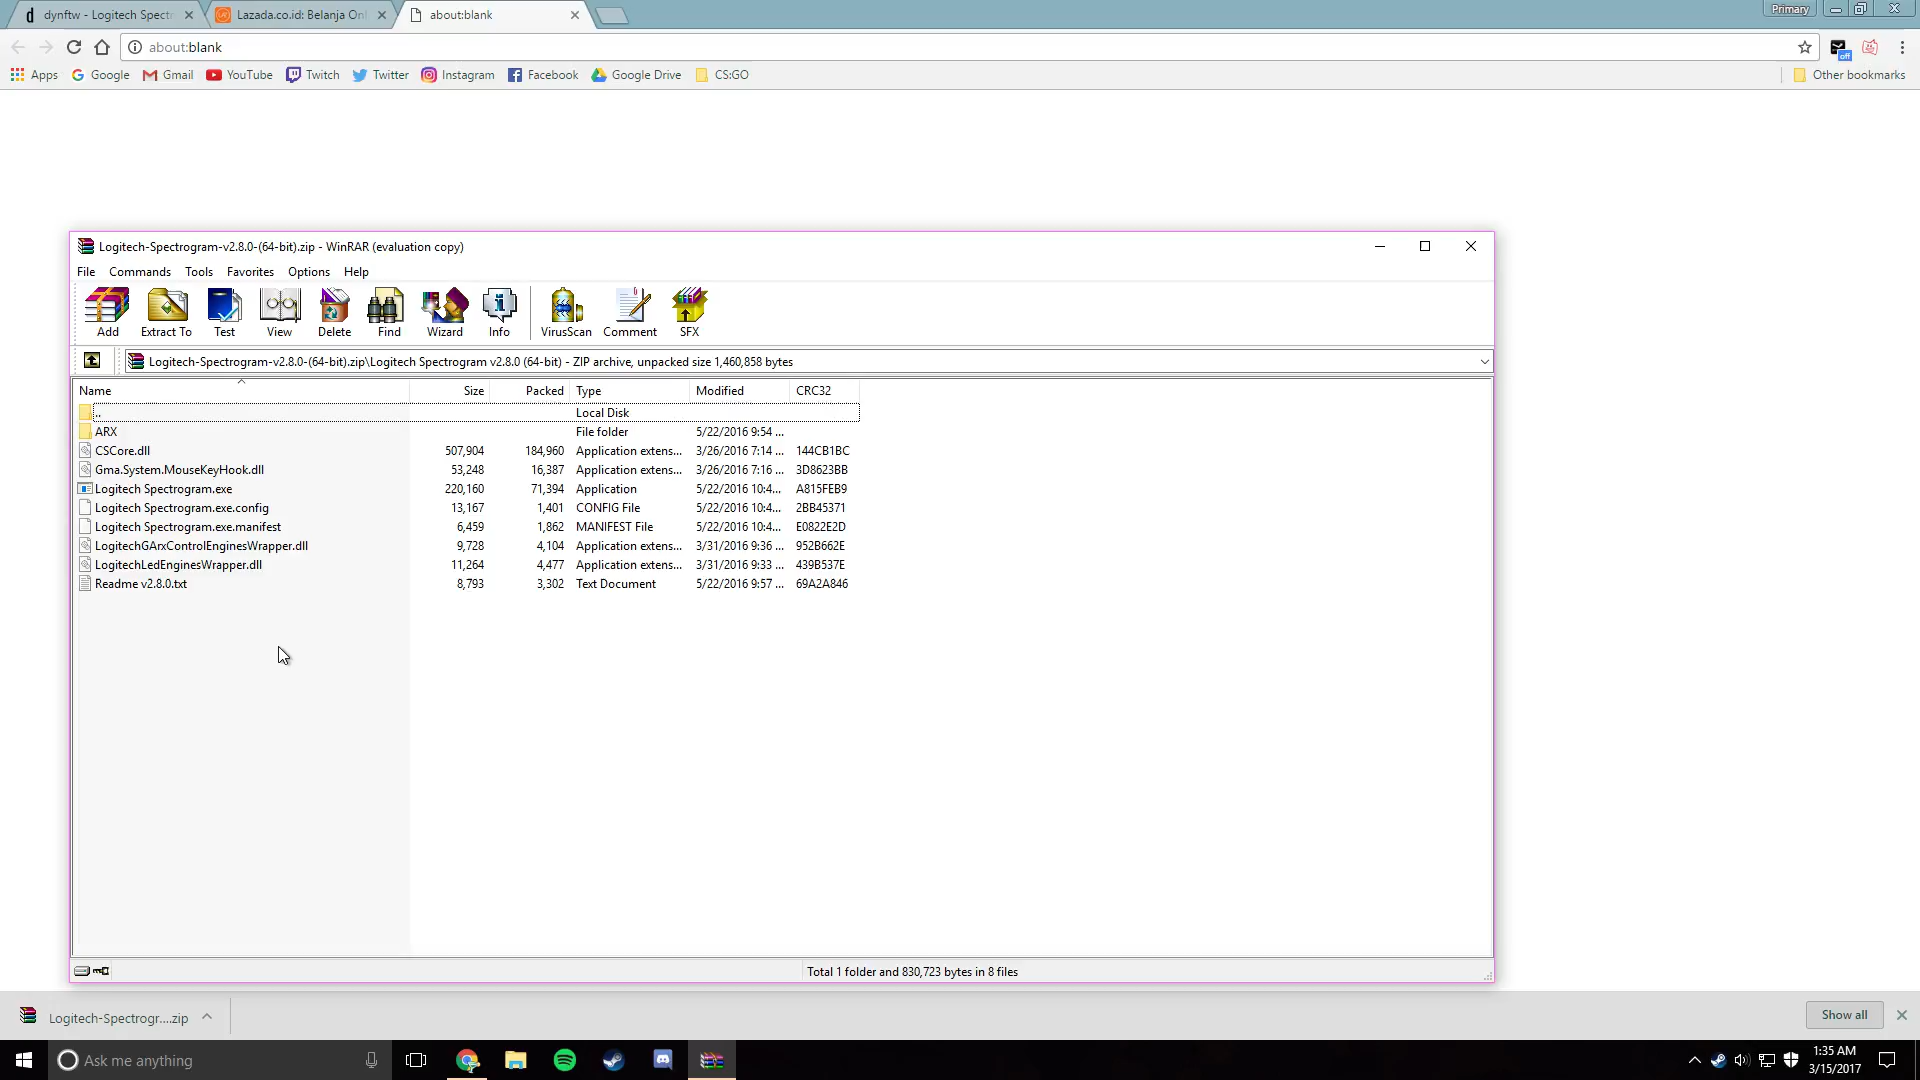 dynftw - Logitech Spectr
Lazada.co.id: Belanja Onl
about:blank
Primary
about:blank
Apps
Google
Gmail
YouTube
Twitch
Twitter
Instagram
Facebook
Google Drive
CS:GO
Other bookmarks
off
Logitech-Spectrogram-v2.8.0-(64-bit).zip - WinRAR (evaluation copy)
File Commands Tools Favorites Options Help
Add Extract To Test View Delete Find Wizard Info VirusScan Comment SFX
Logitech-Spectrogram-v2.8.0-(64-bit).zip\Logitech Spectrogram v2.8.0 (64-bit) - ZIP archive, unpacked size 1,460,858 bytes
Name Size Packed Type Modified CRC32
.. Local Disk
ARX File folder 5/22/2016 9:54 ...
CSCore.dll 507,904 184,960 Application extens... 3/26/2016 7:14 ... 144CB1BC
Gma.System.MouseKeyHook.dll 53,248 16,387 Application extens... 3/26/2016 7:16 ... 3D8623BB
Logitech Spectrogram.exe 220,160 71,394 Application 5/22/2016 10:4... A815FEB9
Logitech Spectrogram.exe.config 13,167 1,401 CONFIG File 5/22/2016 10:4... 2BB45371
Logitech Spectrogram.exe.manifest 6,459 1,862 MANIFEST File 5/22/2016 10:4... E0822E2D
LogitechGArxControlEnginesWrapper.dll 9,728 4,104 Application extens... 3/31/2016 9:36 ... 952B662E
LogitechLedEnginesWrapper.dll 11,264 4,477 Application extens... 3/31/2016 9:33 ... 439B537E
Readme v2.8.0.txt 8,793 3,302 Text Document 5/22/2016 9:57 ... 69A2A846
Total 1 folder and 830,723 bytes in 8 files
Logitech-Spectrogr....zip
Show all
Ask me anything
1:35 AM
3/15/2017